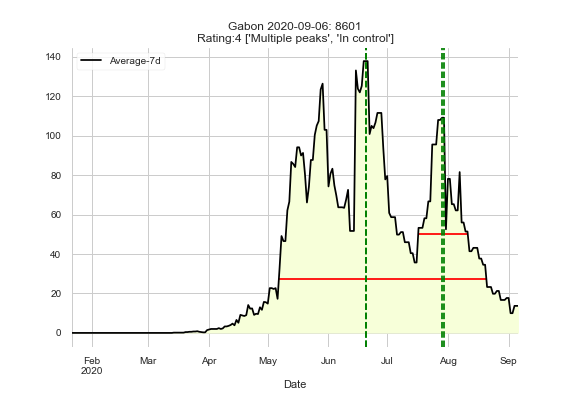 Gabon 2020-09-06: 8601
Rating:4 ['Multiple peaks', 'In control']
Average-7d
140
120
100
80
60
40
20
0
Feb
2020
Mar
Apr
May
Jun
Jul
Aug
Sep
Date